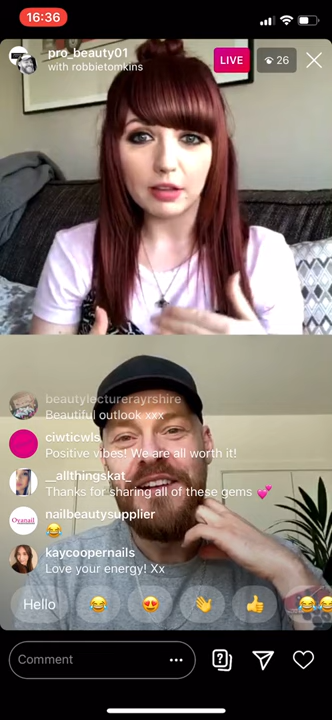 16:36
pro_beauty01
with robbietomkins
LIVE
26
beautylecturerayrshire
Beautiful outlook xxx
ciwticwls
Positive vibes! We are all worth it!
__allthingskat_
Thanks for sharing all of these gems 💕
Ovanail
nailbeautysupplier
😂
kaycoopernails
Love your energy! Xx
Hello 😂 😍 👋 👍 😂😂
Comment